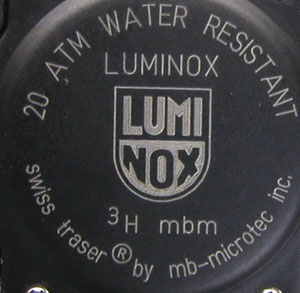 20 ATM WATER RESISTANT
LUMINOX
LUMI
NOX
³H mbm
swiss traser® by mb-microtec inc.